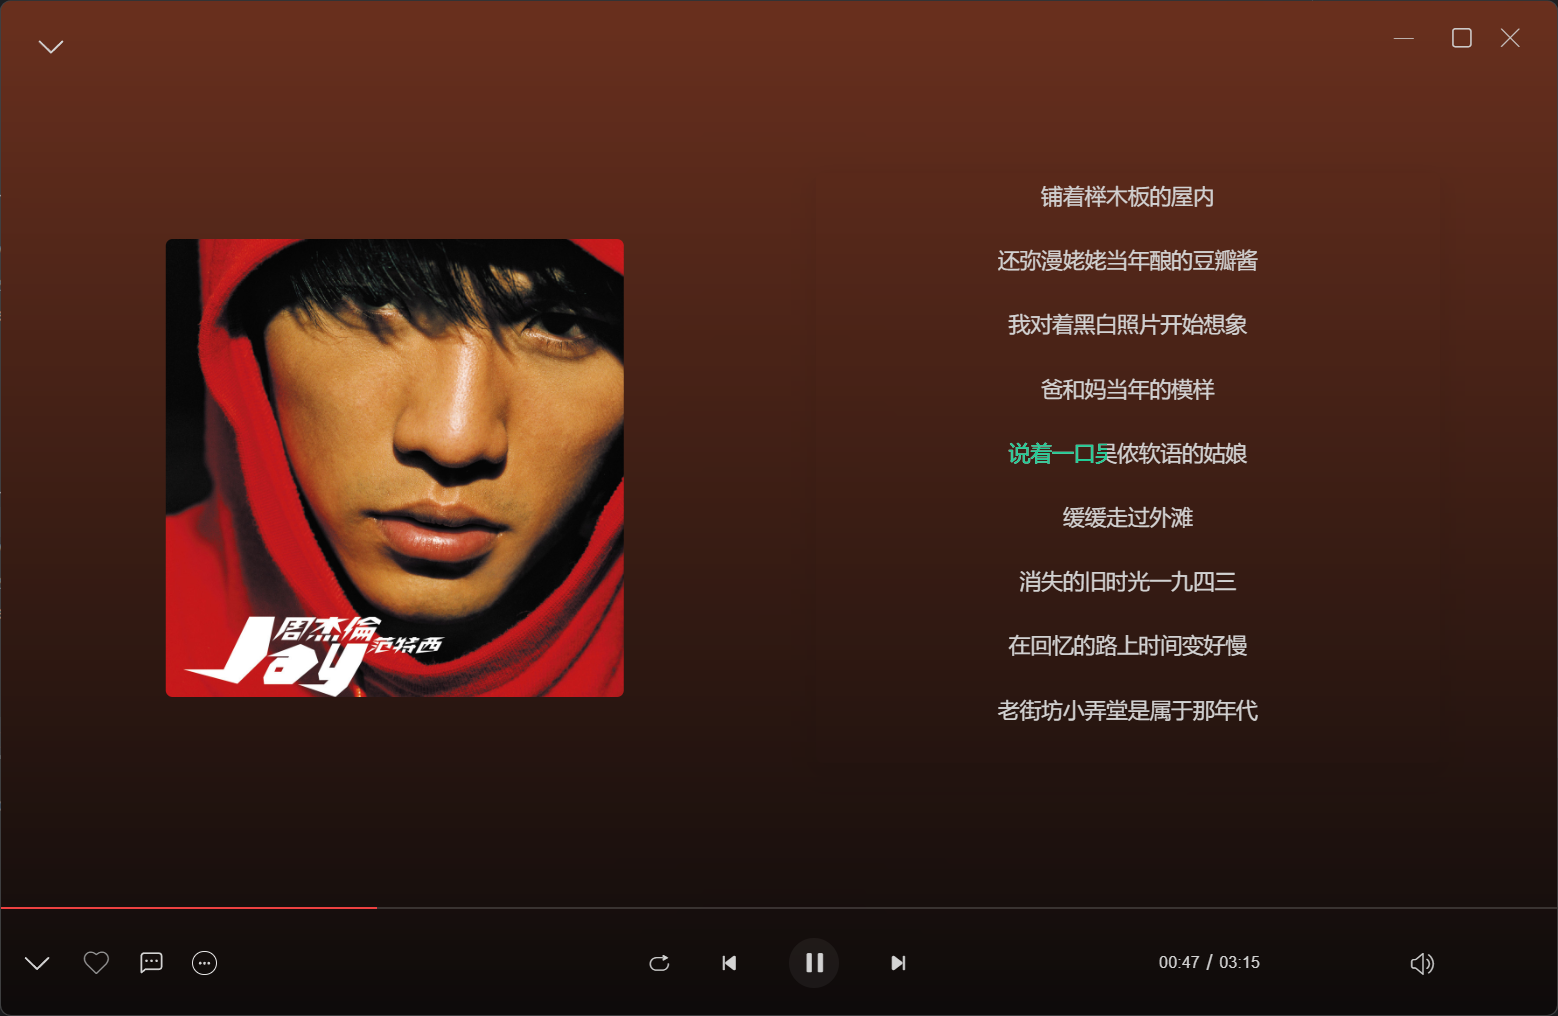 铺着榉木板的屋内
还弥漫姥姥当年酿的豆瓣酱
我对着黑白照片开始想象
爸和妈当年的模样
说着一口吴侬软语的姑娘
缓缓走过外滩
消失的旧时光一九四三
在回忆的路上时间变好慢
老街坊小弄堂是属于那年代
周杰倫
Jay
范特西
00:47 / 03:15